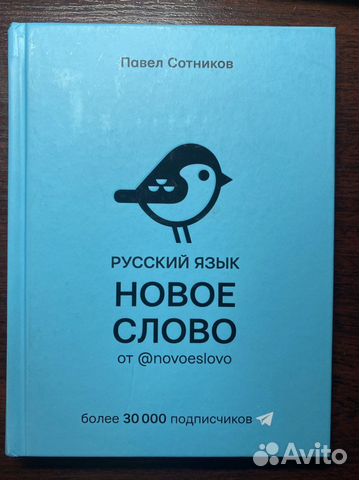 Павел Сотников
РУССКИЙ ЯЗЫК
НОВОЕ
СЛОВО
от @novoeslovo
более 30 000 подписчиков
Avito